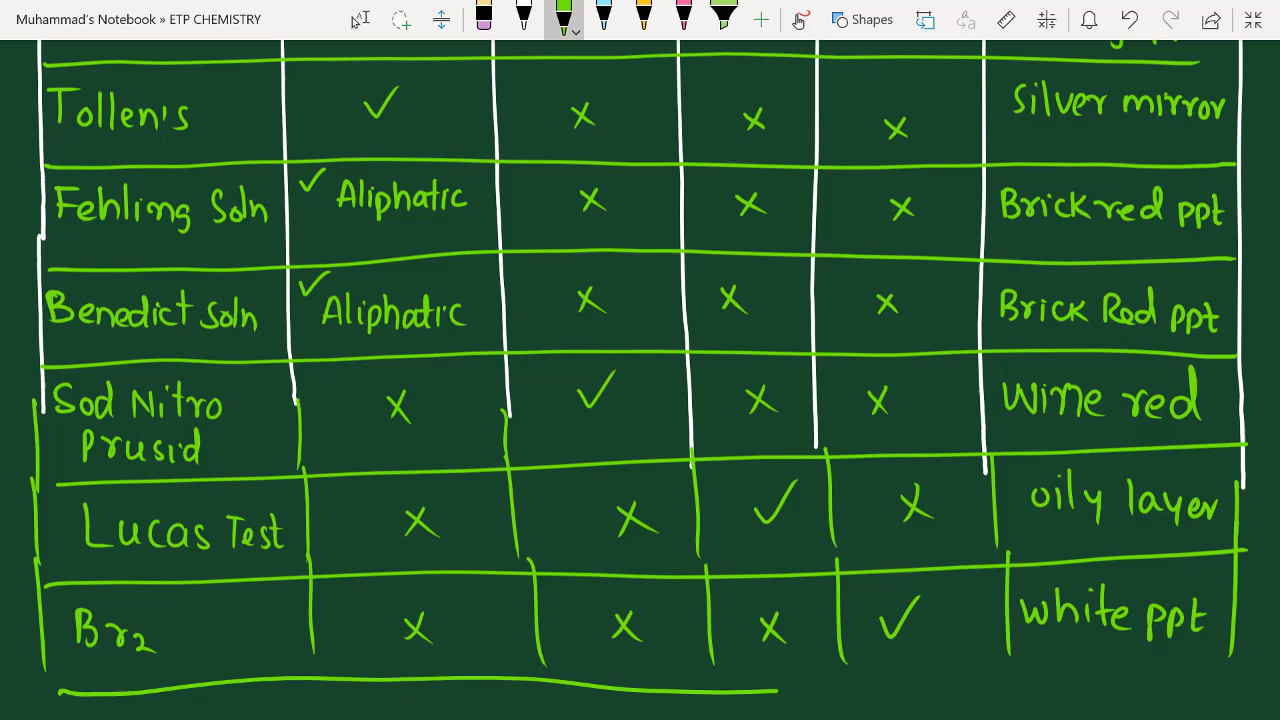 Muhammad's Notebook » ETP CHEMISTRY
Shapes
Tollen's ✓ x x x Silver mirror
Fehling Soln ✓ Aliphatic x x x Brick red ppt
Benedict Soln ✓ Aliphatic x x x Brick Red ppt
Sod Nitro
Prusid x ✓ x x Wine red
Lucas Test x x ✓ x oily layer
Br2 x x x ✓ white ppt